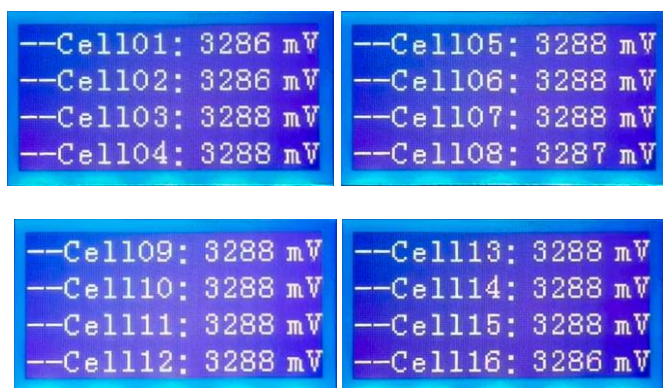 --Cell01: 3286 mV
--Cell02: 3286 mV
--Cell03: 3288 mV
--Cell04: 3288 mV
--Cell05: 3288 mV
--Cell06: 3288 mV
--Cell07: 3288 mV
--Cell08: 3287 mV
--Cell09: 3288 mV
--Cell10: 3288 mV
--Cell11: 3288 mV
--Cell12: 3288 mV
--Cell13: 3288 mV
--Cell14: 3288 mV
--Cell15: 3288 mV
--Cell16: 3286 mV